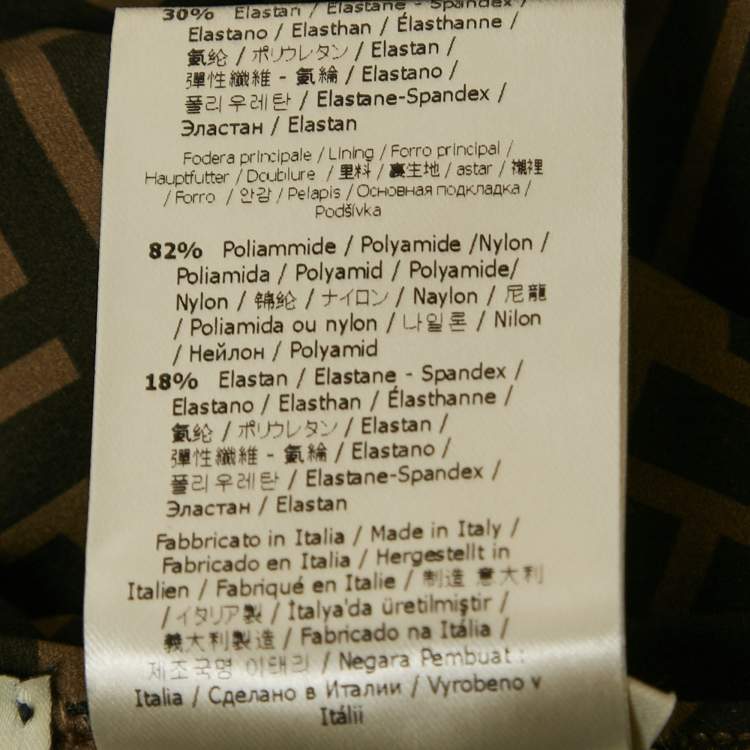 30% Elastan / Elastane - Spandex /
Elastano / Elasthan / Élasthanne /
氨纶 / ポリウレタン / Elastan /
彈性纖維 - 氨綸 / Elastano /
폴리우레탄 / Elastane-Spandex /
Эластан / Elastan
Fodera principale / Lining / Forro principal /
Hauptfutter / Doublure / 里料 / 裏生地 / astar / 襯裡
/ Forro / 안감 / Pelapis / Основная подкладка /
Podšívka
82% Poliammide / Polyamide /Nylon /
Poliamida / Polyamid / Polyamide/
Nylon / 锦纶 / ナイロン / Naylon / 尼龍
/ Poliamida ou nylon / 나일론 / Nilon
/ Нейлон / Polyamid
18% Elastan / Elastane - Spandex /
Elastano / Elasthan / Élasthanne /
氨纶 / ポリウレタン / Elastan /
彈性纖維 - 氨綸 / Elastano /
폴리우레탄 / Elastane-Spandex /
Эластан / Elastan
Fabbricato in Italia / Made in Italy /
Fabricado en Italia / Hergestellt in
Italien / Fabriqué en Italie / 制造 意大利
/ イタリア製 / İtalya'da üretilmiştir /
義大利製造 / Fabricado na Itália /
제조국명 이태리 / Negara Pembuat :
Italia / Сделано в Италии / Vyrobeno v
Itálii